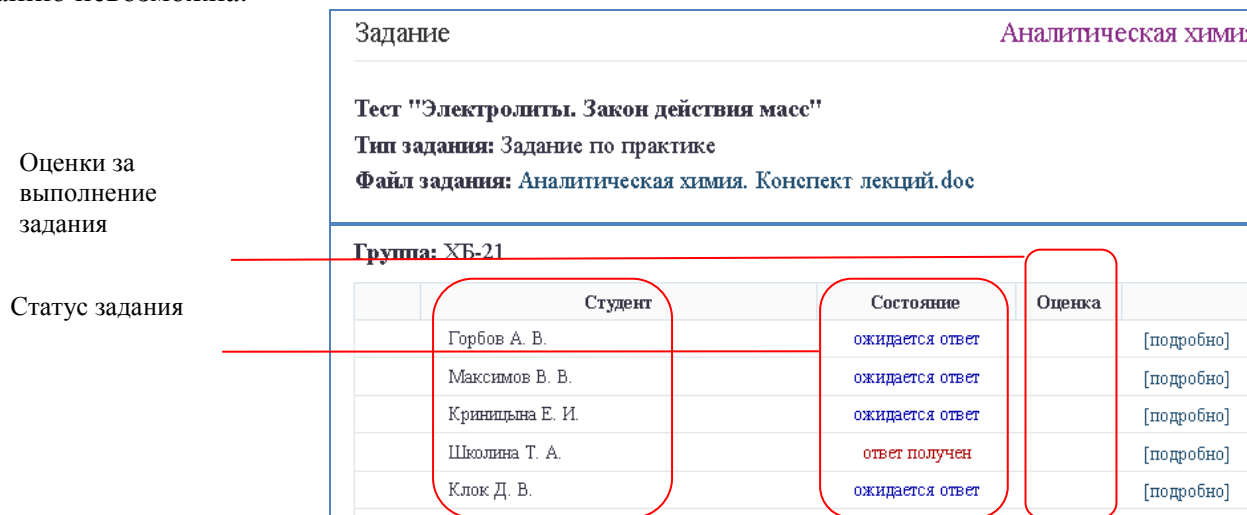 Задание Аналитическая
Тест "Электролиты. Закон действия масс"
Тип задания: Задание по практике
Файл задания: Аналитическая химия. Конспект лекций.doc
Оценки за
выполнение
задания
Группа: ХБ-21
Статус задания
Студент Состояние Оценка
Горбов А. В. ожидается ответ [подробно]
Максимов В. В. ожидается ответ [подробно]
Криницына Е. И. ожидается ответ [подробно]
Школина Т. А. ответ получен [подробно]
Клок Д. В. ожидается ответ [подробно]